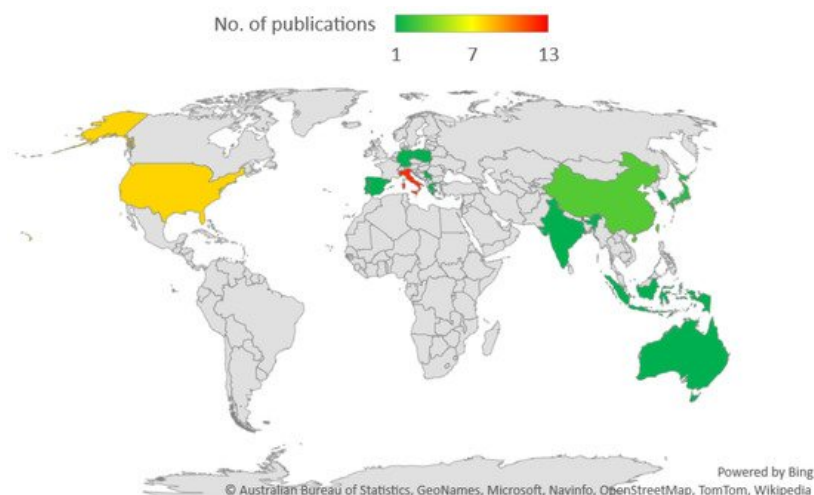 No. of publications
1 7 13
Powered by Bing
© Australian Bureau of Statistics, GeoNames, Microsoft, Navinfo, OpenStreetMap, TomTom, Wikipedia